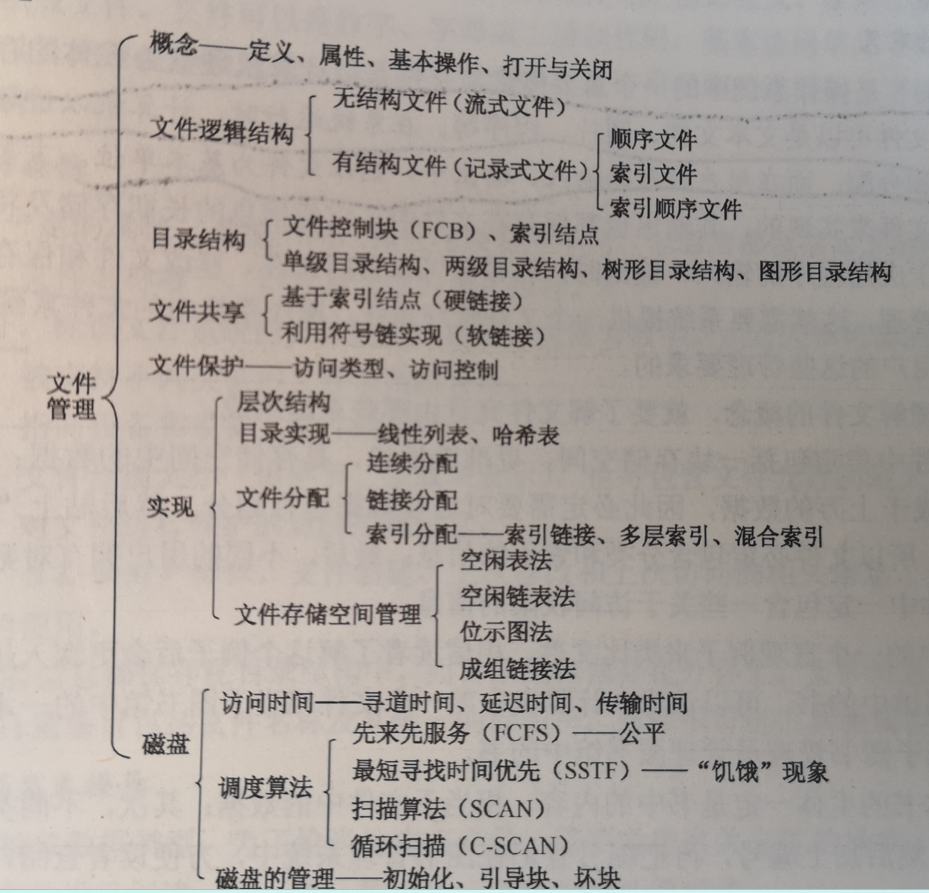 概念——定义、属性、基本操作、打开与关闭
文件逻辑结构
无结构文件（流式文件）
有结构文件（记录式文件）
顺序文件
索引文件
索引顺序文件
目录结构
文件控制块（FCB）、索引结点
单级目录结构、两级目录结构、树形目录结构、图形目录结构
文件共享
基于索引结点（硬链接）
利用符号链实现（软链接）
文件保护——访问类型、访问控制
文件
管理
实现
层次结构
目录实现——线性列表、哈希表
文件分配
连续分配
链接分配
索引分配——索引链接、多层索引、混合索引
文件存储空间管理
空闲表法
空闲链表法
位示图法
成组链接法
磁盘
访问时间——寻道时间、延迟时间、传输时间
调度算法
先来先服务（FCFS）——公平
最短寻找时间优先（SSTF）——“饥饿”现象
扫描算法（SCAN）
循环扫描（C-SCAN）
磁盘的管理——初始化、引导块、坏块